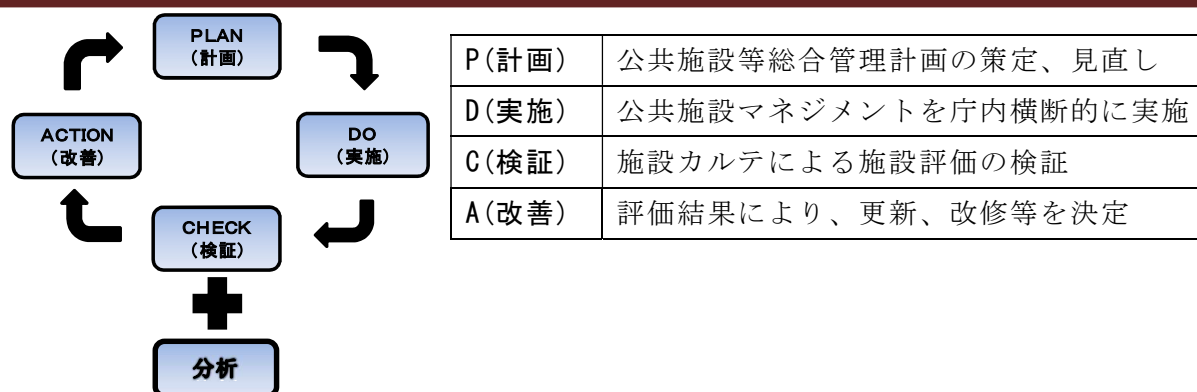 PLAN
（計画）
ACTION
（改善）
DO
（実施）
CHECK
（検証）
分析
P(計画) 公共施設等総合管理計画の策定、見直し
D(実施) 公共施設マネジメントを庁内横断的に実施
C(検証) 施設カルテによる施設評価の検証
A(改善) 評価結果により、更新、改修等を決定